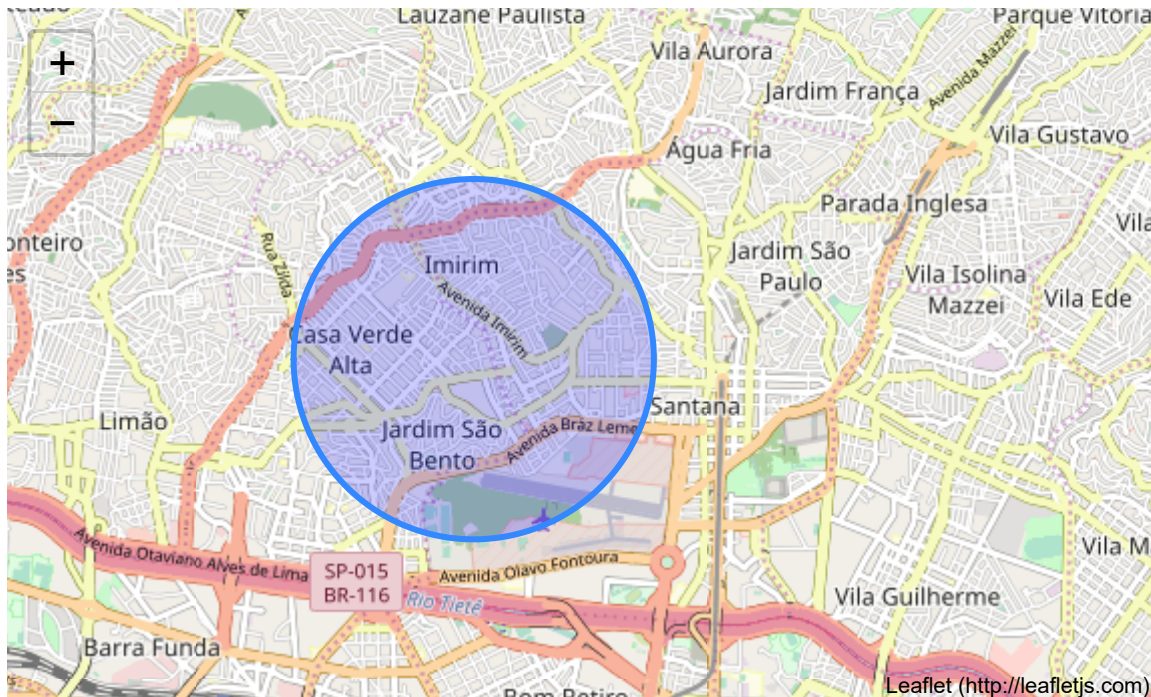 Lauzane Paulista
Parque Vitória
+
Vila Aurora
Avenida Mazzei
Jardim França
−
Vila Gustavo
Água Fria
Parada Inglesa
Rua Zilda
Imirim
Jardim São
Paulo
Vila Isolina
Mazzei
Vila Ede
Avenida Imirim
Casa Verde
Alta
Santana
Limão
Jardim São
Bento
Avenida Braz Leme
Avenida Otaviano Alves de Lima
SP-015
BR-116
Avenida Olavo Fontoura
Rio Tietê
Vila Guilherme
Barra Funda
Bom Retiro
Leaflet (http://leafletjs.com)